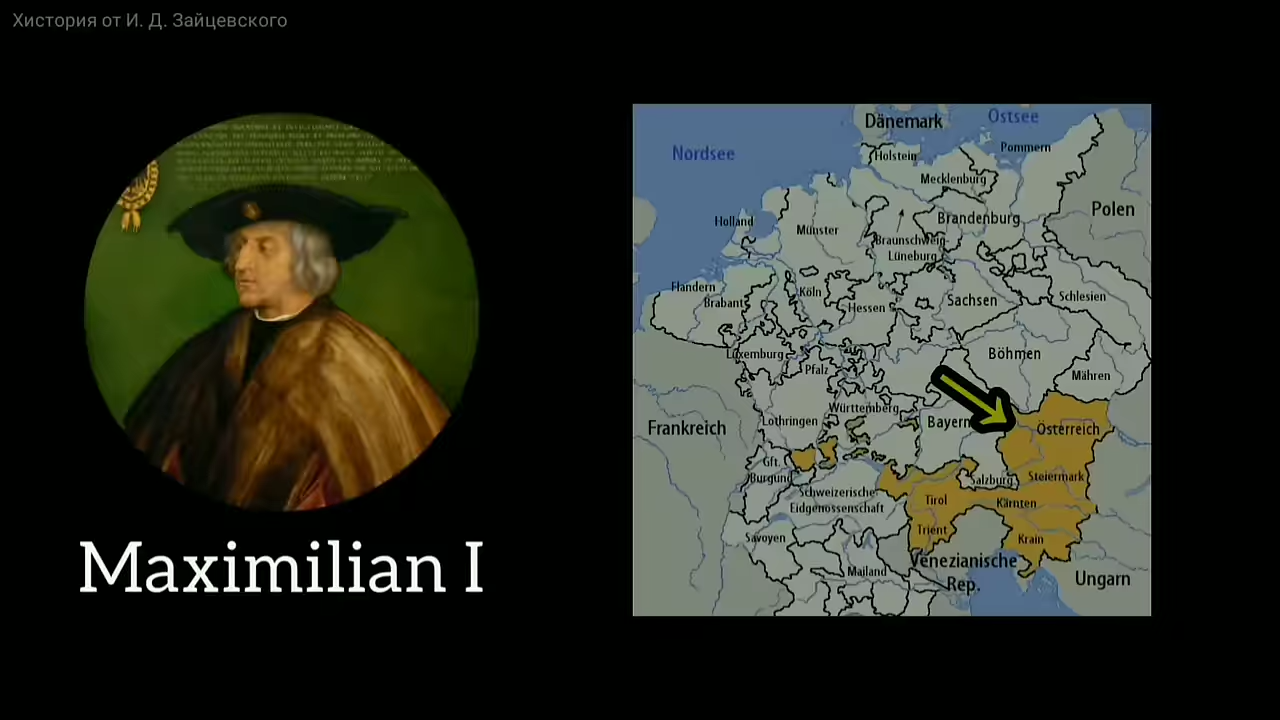 Хистория от И. Д. Зайцевского
Maximilian I
Dänemark
Ostsee
Nordsee
Holstein
Pommern
Mecklenburg
Polen
Holland
Münster
Brandenburg
Braunschweig-
Lüneburg
Flandern
Brabant
Köln
Hessen
Sachsen
Schlesien
Luxemburg
Pfalz
Böhmen
Mähren
Frankreich
Lothringen
Württemberg
Bayern
Österreich
Gft.
Burgund
Schweizerische
Eidgenossenschaft
Salzburg
Steiermark
Tirol
Kärnten
Trient
Krain
Savoyen
Mailand
Venezianische
Rep.
Ungarn